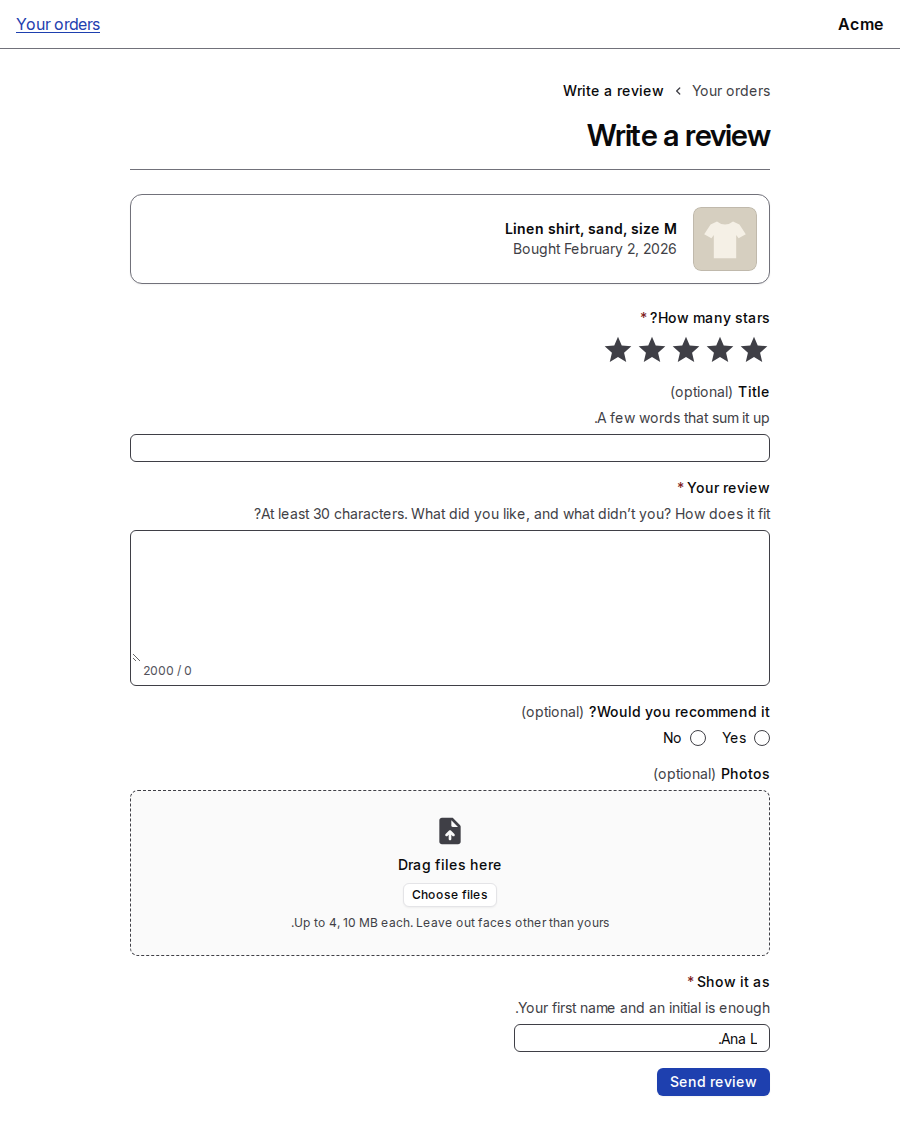 Acme
Your orders
Your orders › Write a review
Write a review
Linen shirt, sand, size M
Bought February 2, 2026
How many stars? *
Title (optional)
A few words that sum it up.
Your review *
At least 30 characters. What did you like, and what didn’t you? How does it fit?
0 / 2000
Would you recommend it? (optional)
Yes No
Photos (optional)
Drag files here
Choose files
Up to 4, 10 MB each. Leave out faces other than yours.
Show it as *
Your first name and an initial is enough.
Ana L.
Send review